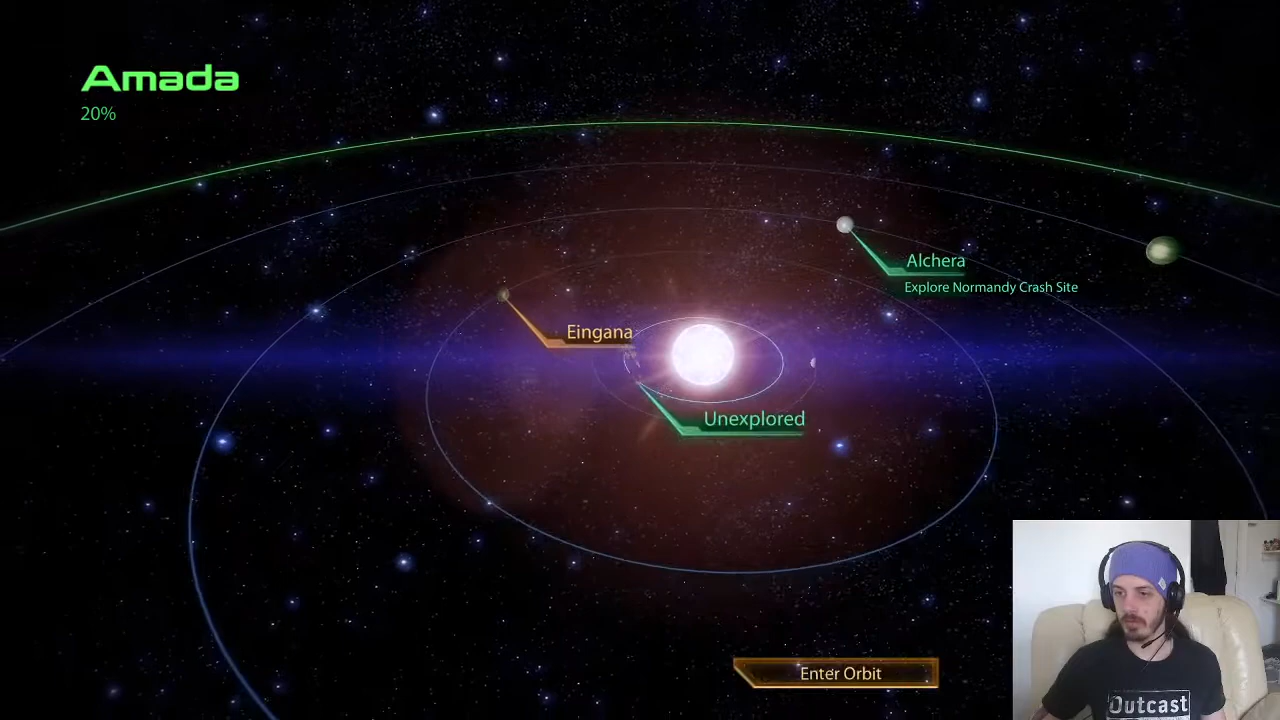 Amada
20%
Alchera
Explore Normandy Crash Site
Eingana
Unexplored
Enter Orbit
Outcast